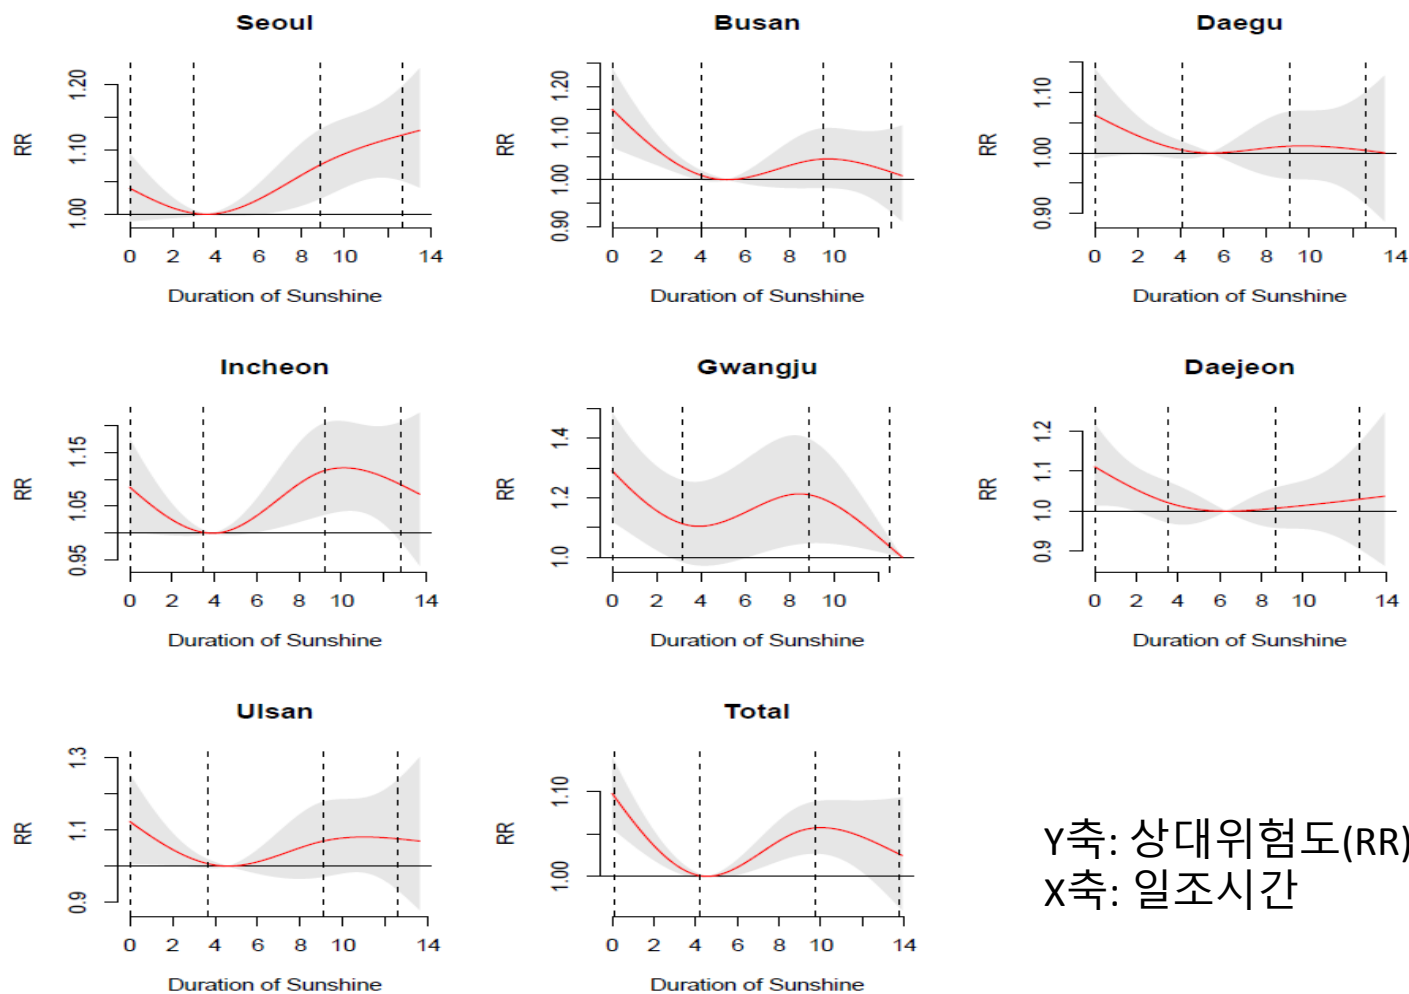 Seoul
RR
1.00 1.10 1.20
0 2 4 6 8 10 14
Duration of Sunshine
Busan
RR
0.90 1.00 1.10 1.20
0 2 4 6 8 10
Duration of Sunshine
Daegu
RR
0.90 1.00 1.10
0 2 4 6 8 10 14
Duration of Sunshine
Incheon
RR
0.95 1.05 1.15
0 2 4 6 8 10 14
Duration of Sunshine
Gwangju
RR
1.0 1.2 1.4
0 2 4 6 8 10
Duration of Sunshine
Daejeon
RR
0.9 1.0 1.1 1.2
0 2 4 6 8 10 14
Duration of Sunshine
Ulsan
RR
0.9 1.1 1.3
0 2 4 6 8 10 14
Duration of Sunshine
Total
RR
1.00 1.10
0 2 4 6 8 10 14
Duration of Sunshine
Y축: 상대위험도(RR)
X축: 일조시간